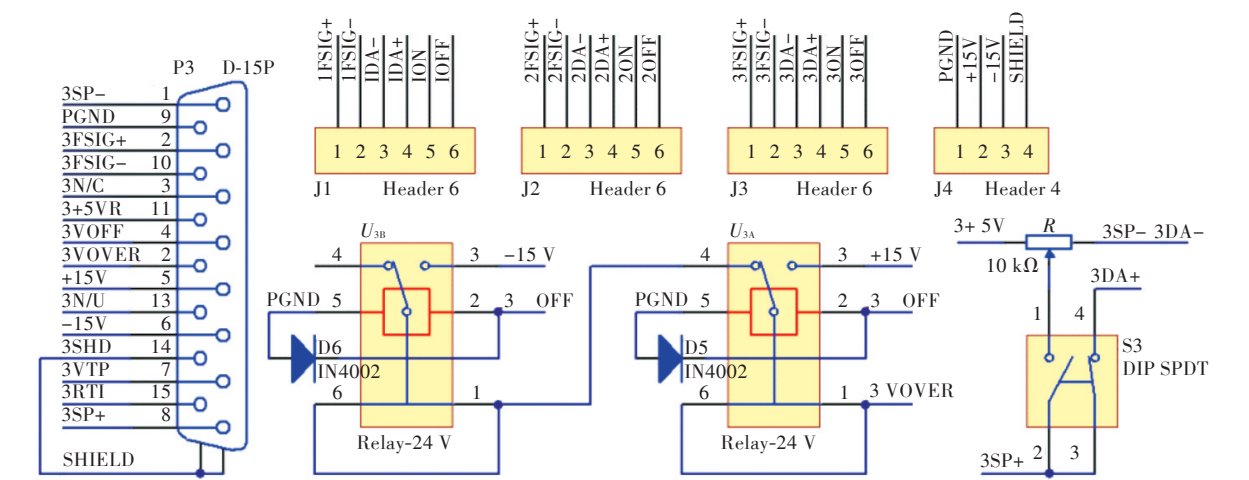 P3 D-15P
3SP- 1
PGND 9
3FSIG+ 2
3FSIG- 10
3N/C 3
3+5VR 11
3VOFF 4
3VOVER 2
+15V 5
3N/U 13
-15V 6
3SHD 14
3VTP 7
3RTI 15
3SP+ 8
SHIELD
1FSIG+
1FSIG-
IDA-
IDA+
ION
IOFF
1 2 3 4 5 6
J1 Header 6
2FSIG+
2FSIG-
2DA-
2DA+
2ON
2OFF
1 2 3 4 5 6
J2 Header 6
3FSIG+
3FSIG-
3DA-
3DA+
3ON
3OFF
1 2 3 4 5 6
J3 Header 6
PGND
+15V
-15V
SHIELD
1 2 3 4
J4 Header 4
U3B
4 3 -15 V
PGND 5 2 3 OFF
D6
IN4002
6 1
Relay-24 V
U3A
4 3 +15 V
PGND 5 2 3 OFF
D5
IN4002
6 1 3 VOVER
Relay-24 V
3+ 5V R 3SP- 3DA-
10 kΩ
3DA+
1 4
S3
DIP SPDT
2 3
3SP+